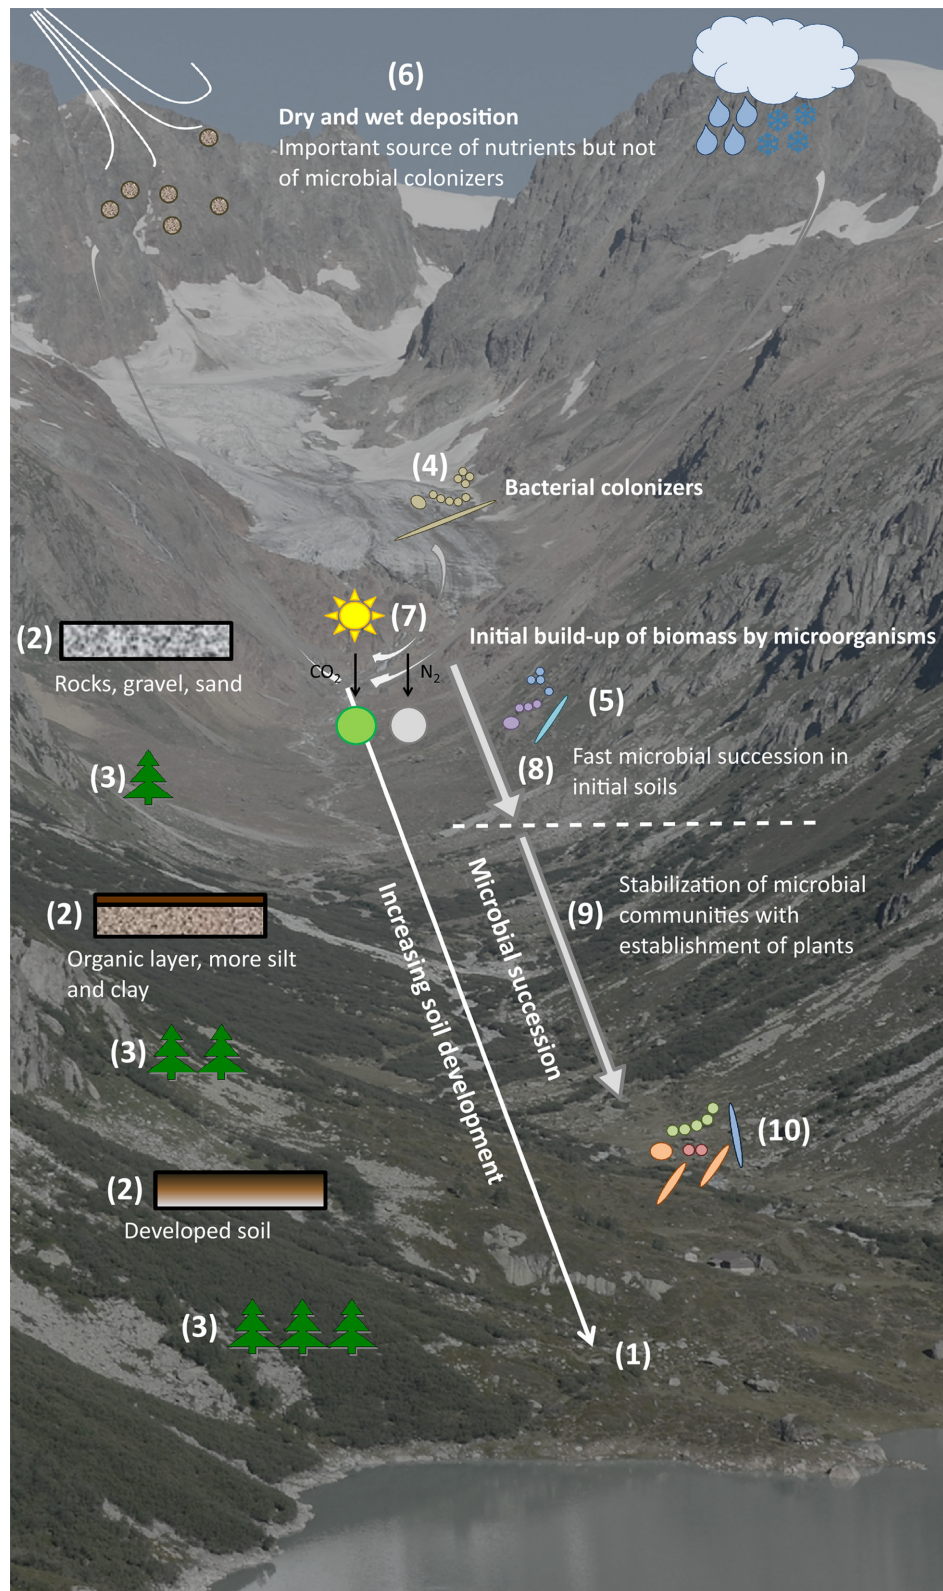 (6)
Dry and wet deposition
Important source of nutrients but not
of microbial colonizers
(4)
Bacterial colonizers
(7)
(2)
Initial build-up of biomass by microorganisms
Rocks, gravel, sand
CO2
N2
(5)
(3)
(8)
Fast microbial succession in
initial soils
(2)
Organic layer, more silt
and clay
Increasing soil development
Microbial succession
(9)
Stabilization of microbial
communities with
establishment of plants
(3)
(10)
(2)
Developed soil
(3)
(1)